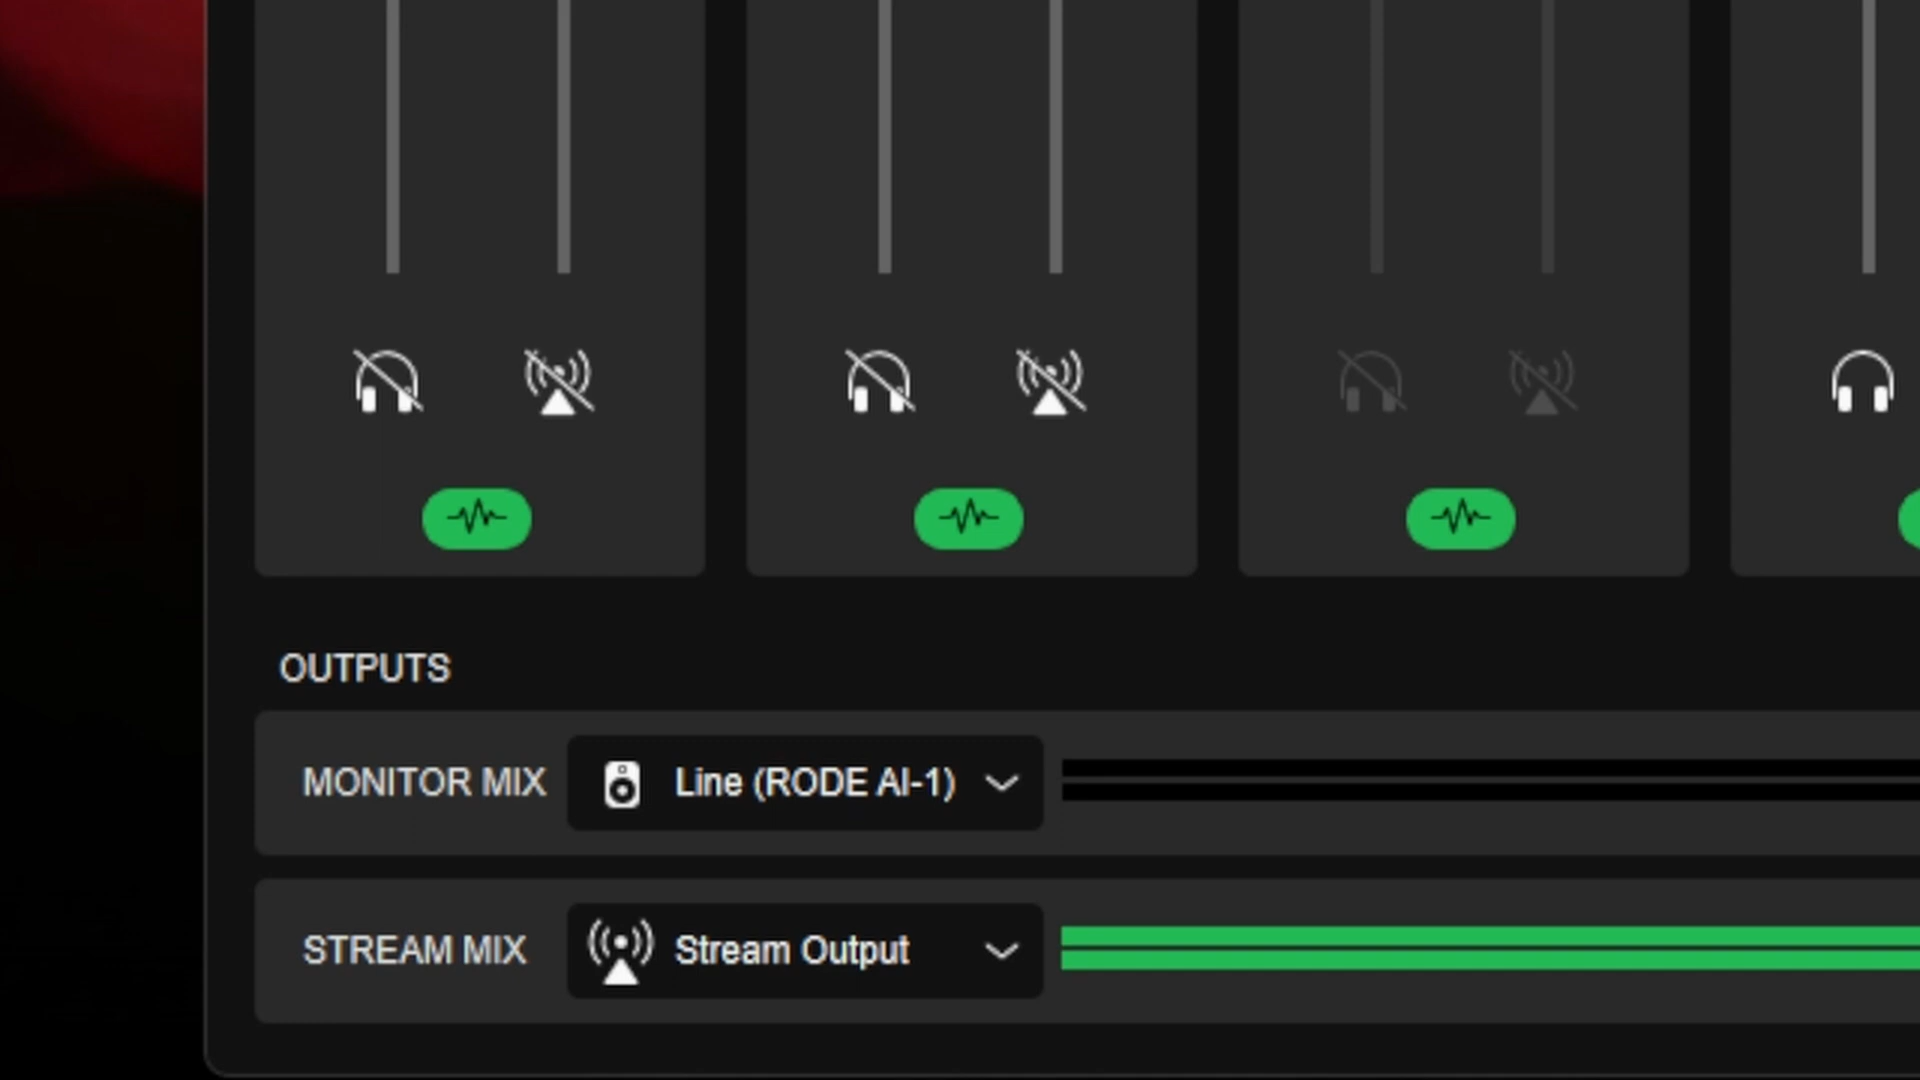 OUTPUTS
MONITOR MIX
Line (RODE AI-1)
STREAM MIX
Stream Output